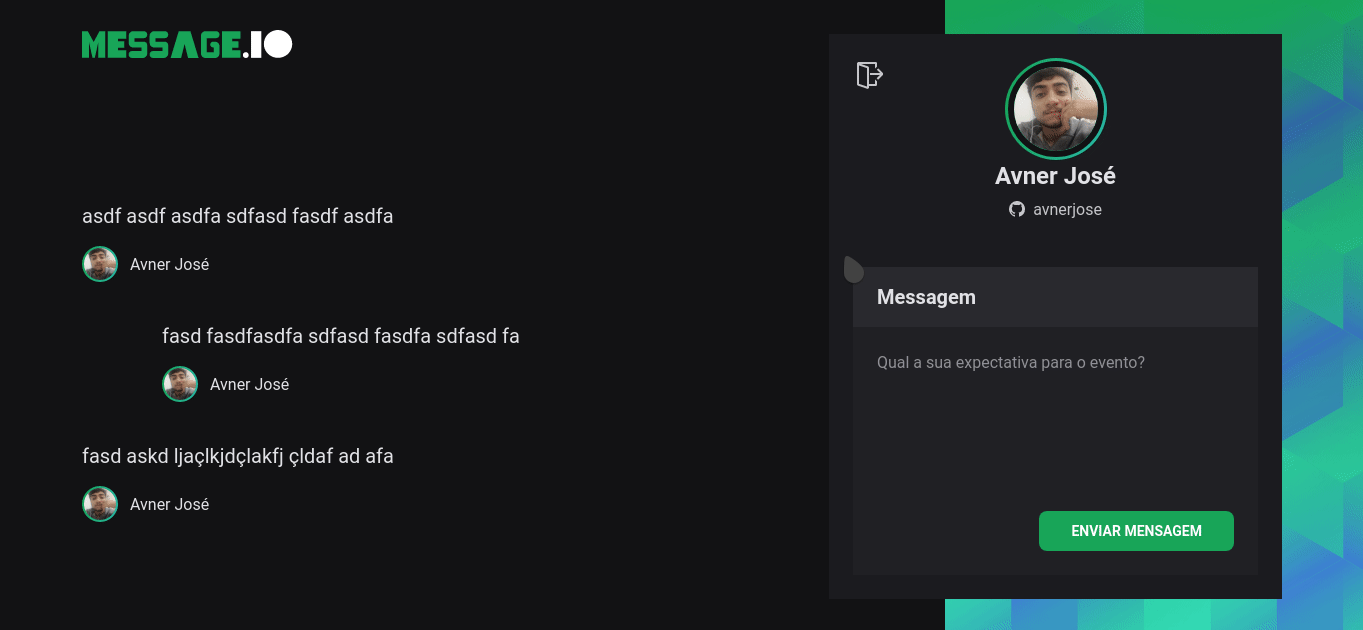 MESSAGE.IO
asdf asdf asdfa sdfasd fasdf asdfa
Avner José
fasd fasdfasdfa sdfasd fasdfa sdfasd fa
Avner José
fasd askd ljaçlkjdçlakfj çldaf ad afa
Avner José
Avner José
avnerjose
Messagem
Qual a sua expectativa para o evento?
ENVIAR MENSAGEM